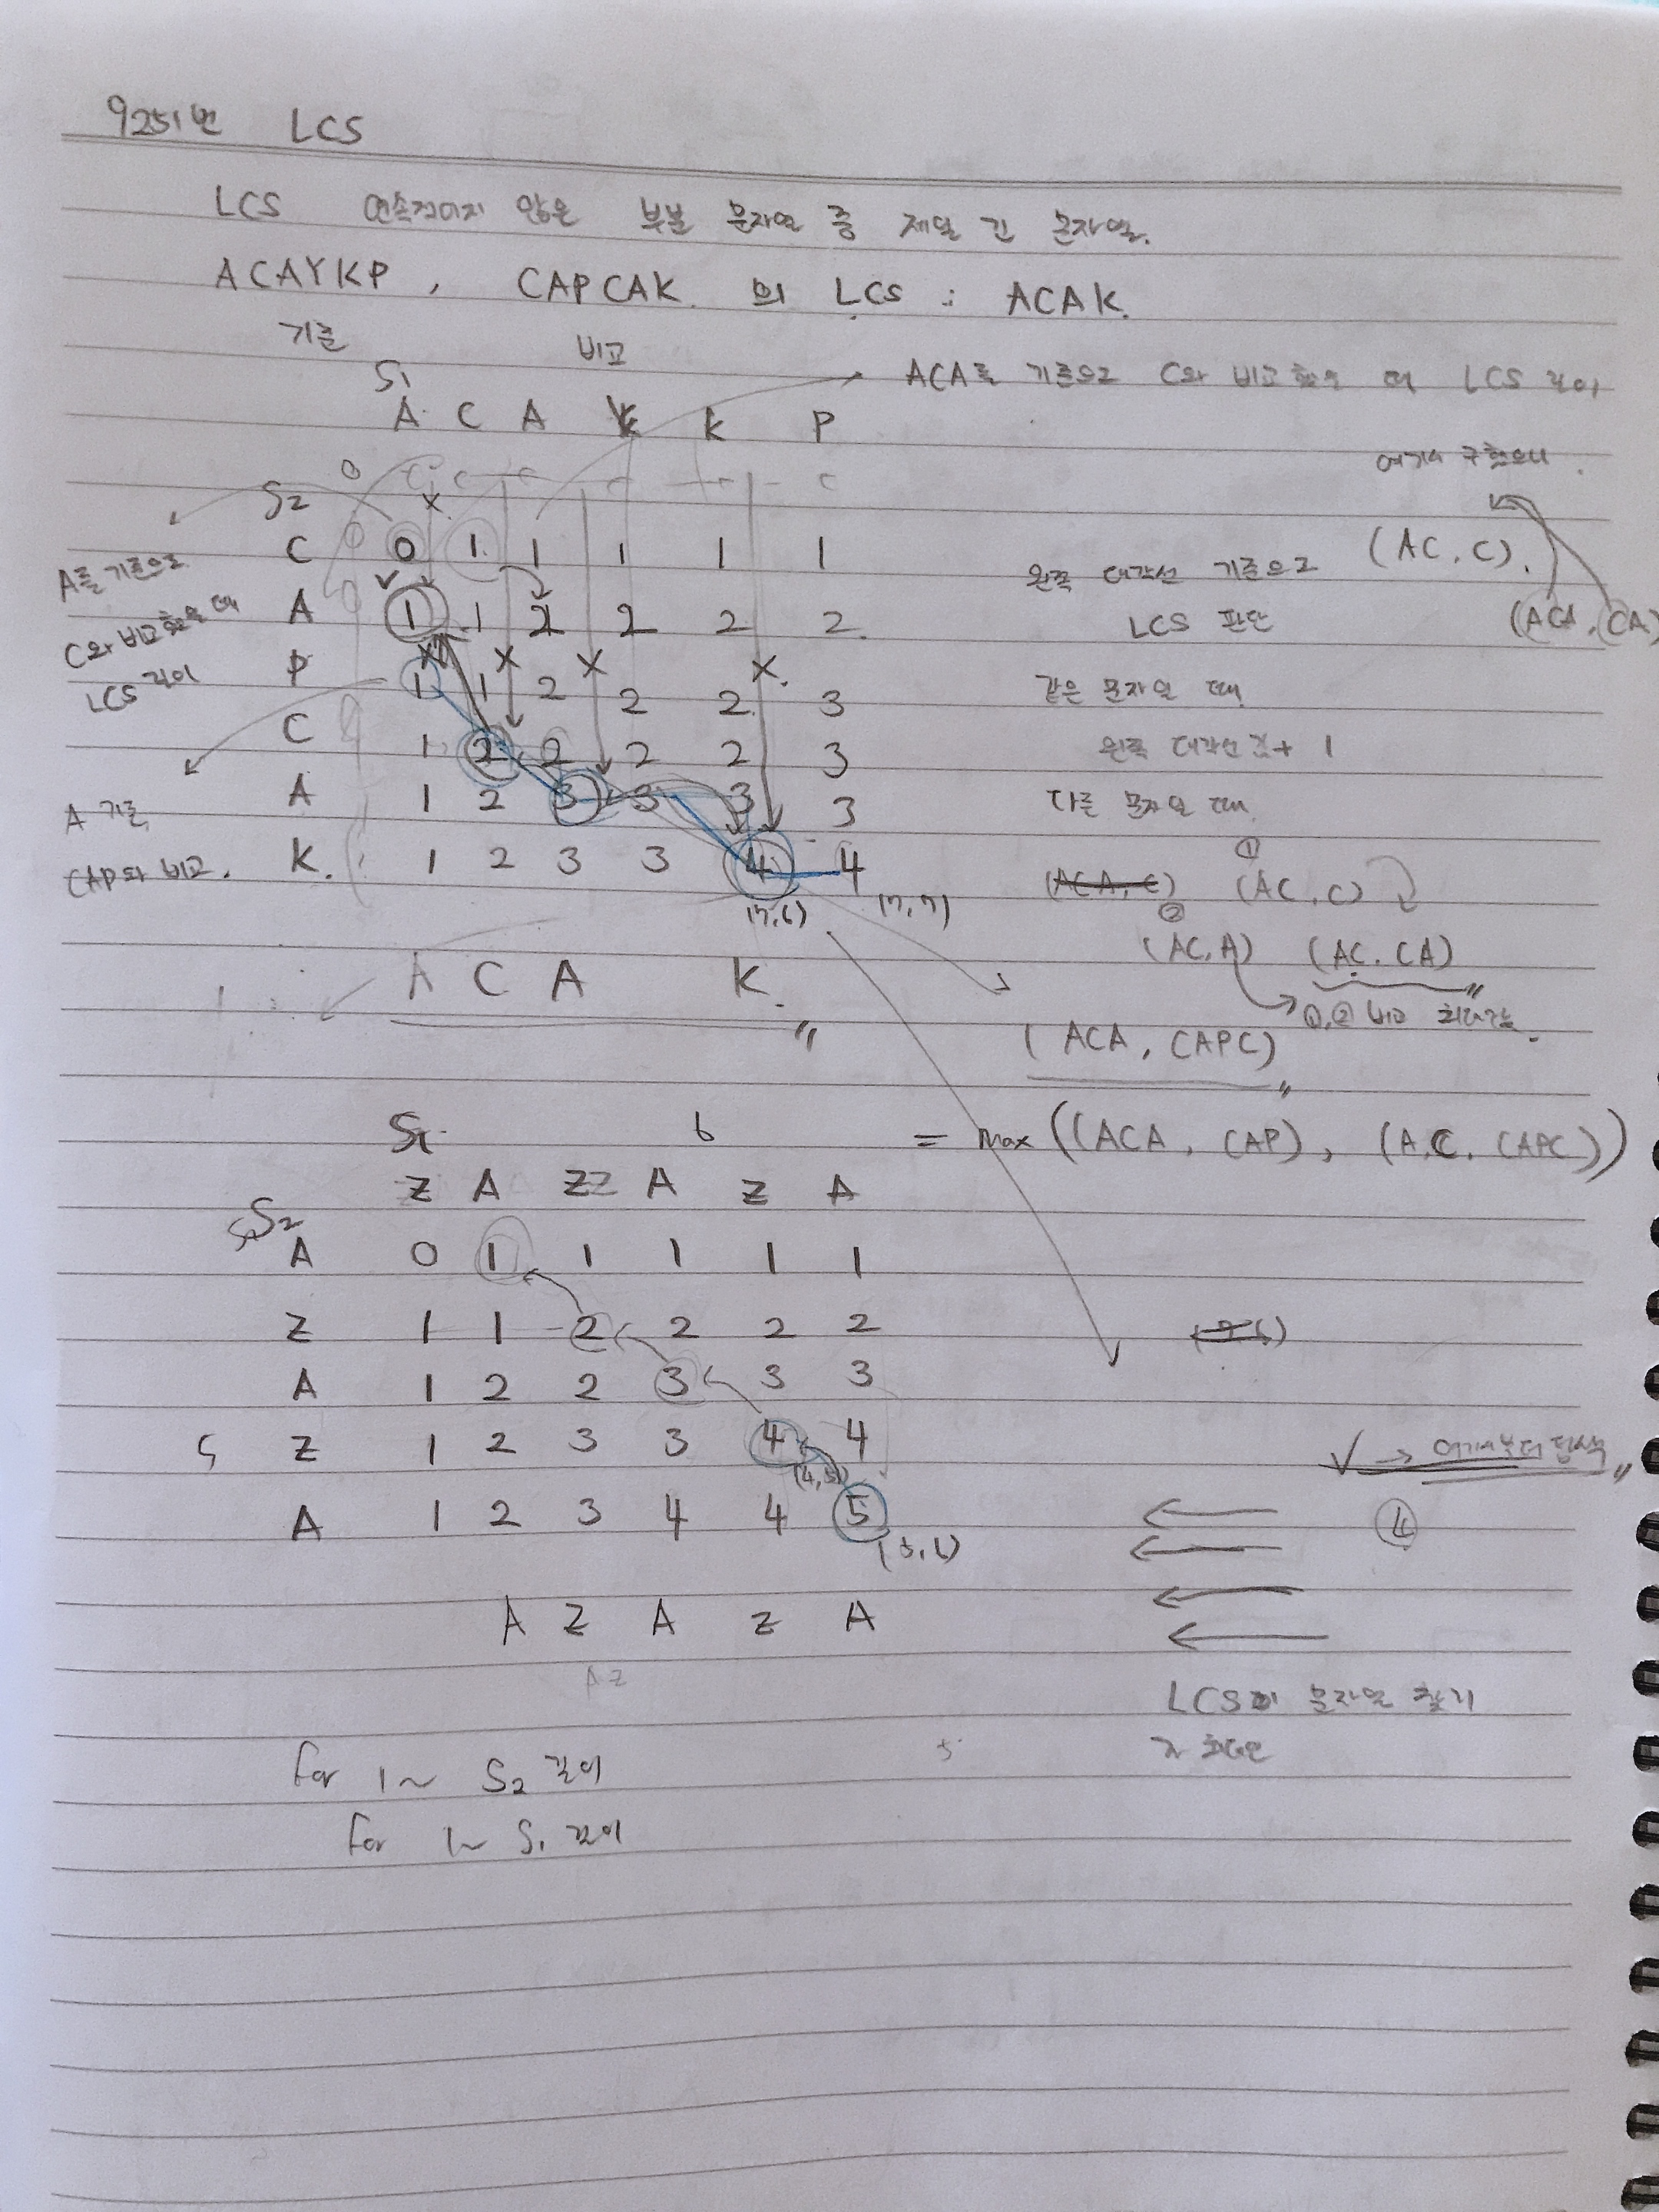 9251번 LCS
LCS 연속적이지 않은 부분 문자열 중 제일 긴 문자열.
ACAYKP , CAPCAK 의 LCS : ACAK.
기준 비교
S1 ACA를 기준으로 C와 비교했을 때 LCS 길이
A C A K P
여기서 구했으니
S2 0
C 0 1 1 1 1 1
A 1 1 2 2 2 2
P 1 1 2 2 2 3
C 1 2 2 2 2 3
A 1 2 3 3 3 3
K. 1 2 3 3 4 4
(7,6) (7,7)
A를 기준으로
C와 비교했을 때
LCS 길이
A 기준
CAP와 비교.
왼쪽 대각선 기준으로 (AC, C).
LCS 판단 (ACA, CA)
같은 문자일 때
왼쪽 대각선 값 + 1
다른 문자일 때
①
(ACA, C) (AC, C)
②
(AC, A) (AC, CA)
①,② 비교 최대값.
A C A K.
(ACA, CAPC)
= max((ACA, CAP), (AC, CAPC))
S1 6
Z A ZZ A Z A
S2
A 0 1 1 1 1 1
Z 1 1 2 2 2 2
A 1 2 2 3 3 3
5 Z 1 2 3 3 4 4
(4,5)
A 1 2 3 4 4 5
(5,6)
√ → 여기서부터 탐색
④
A Z A Z A
AZ
LCS의 문자열 찾기
for 1~ S2 길이
for 1~ S1 길이